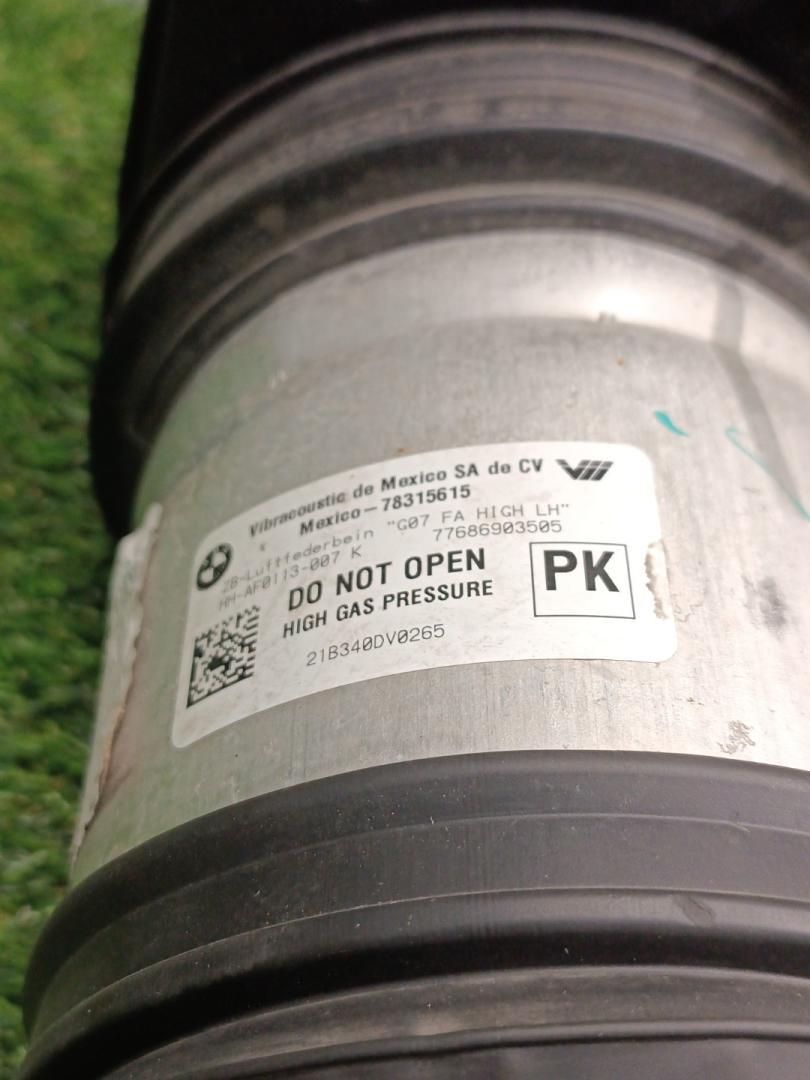 Vibracoustic de Mexico SA de CV
Mexico-78315615
ZB-Luftfederbein "G07 FA HIGH LH"
HH-AF0113-007 K 77686903505
DO NOT OPEN
HIGH GAS PRESSURE
PK
21B340DV0265